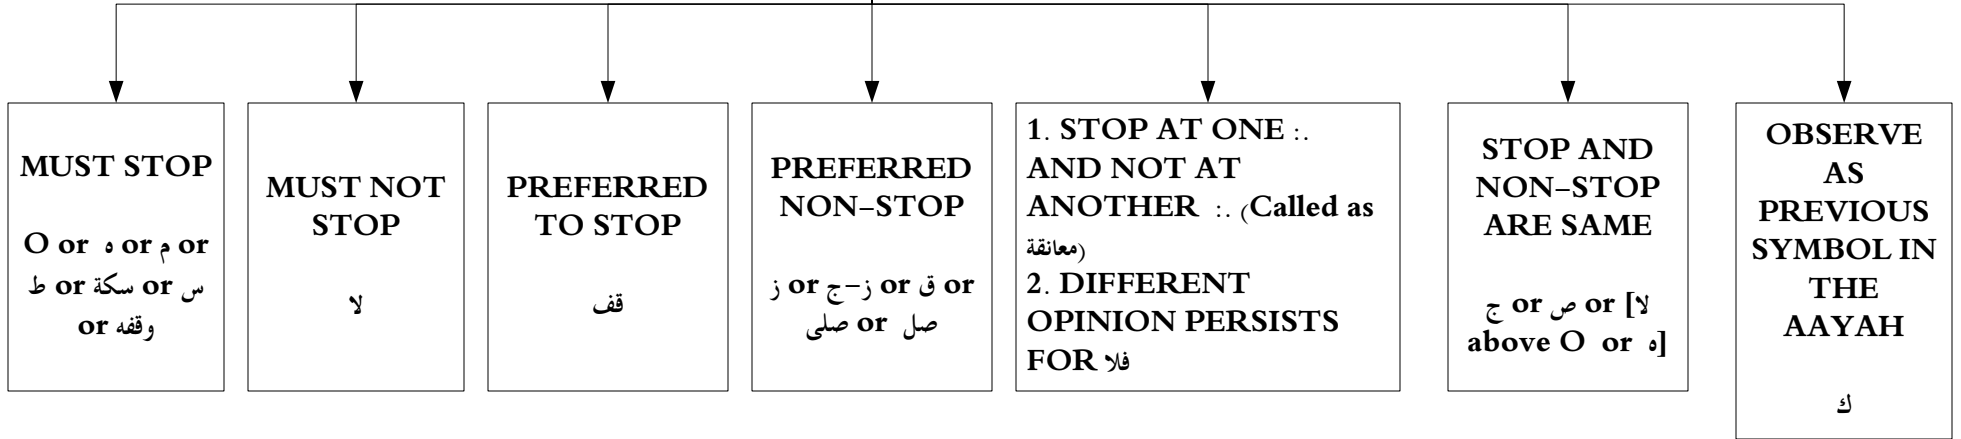 MUST STOP
O or ه or م or
س or سكتة or ط
or وقفه
MUST NOT
STOP
لا
PREFERRED
TO STOP
قف
PREFERRED
NON–STOP
ز or ز–ج or ق or
صل or صلى
1. STOP AT ONE :.
AND NOT AT
ANOTHER :. (Called as
معانقة)
2. DIFFERENT
OPINION PERSISTS
FOR فلا
STOP AND
NON–STOP
ARE SAME
ج or ص or [لا
above O or ه]
OBSERVE
AS
PREVIOUS
SYMBOL IN
THE
AAYAH
ك